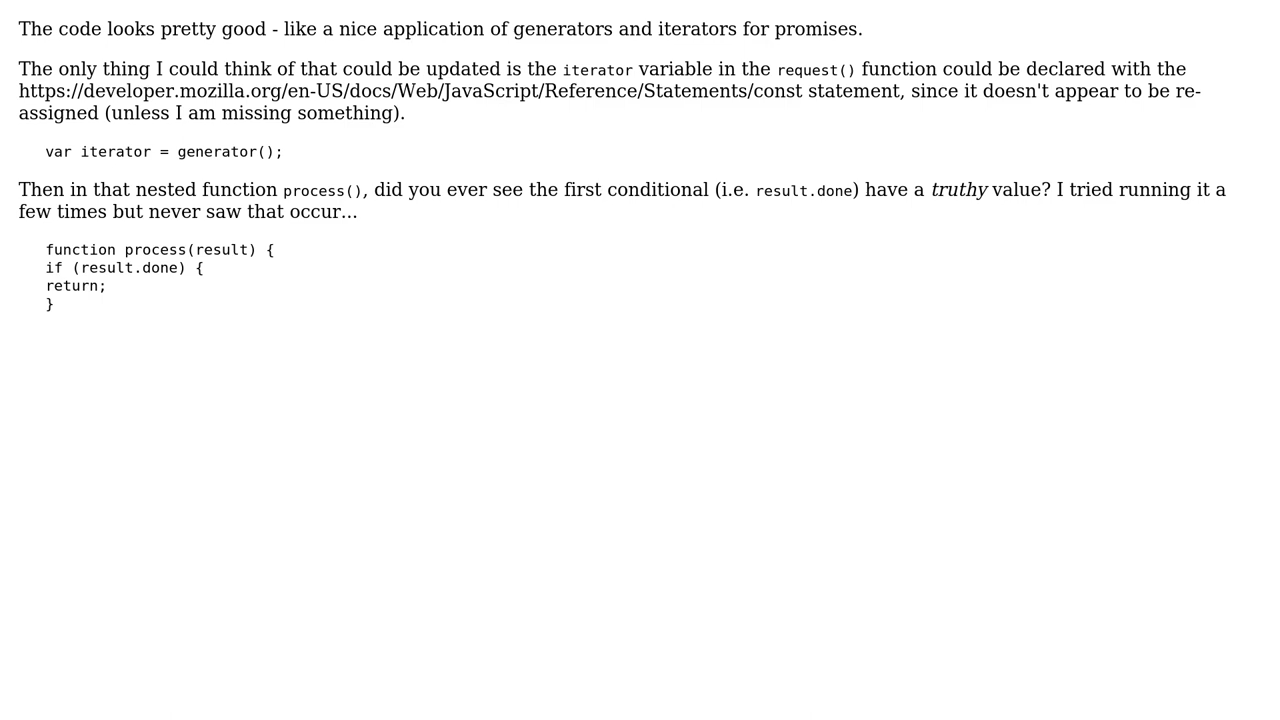 The code looks pretty good - like a nice application of generators and iterators for promises.
The only thing I could think of that could be updated is the iterator variable in the request() function could be declared with the
https://developer.mozilla.org/en-US/docs/Web/JavaScript/Reference/Statements/const statement, since it doesn't appear to be re-
assigned (unless I am missing something).
var iterator = generator();
Then in that nested function process(), did you ever see the first conditional (i.e. result.done) have a truthy value? I tried running it a
few times but never saw that occur...
function process(result) {
if (result.done) {
return;
}